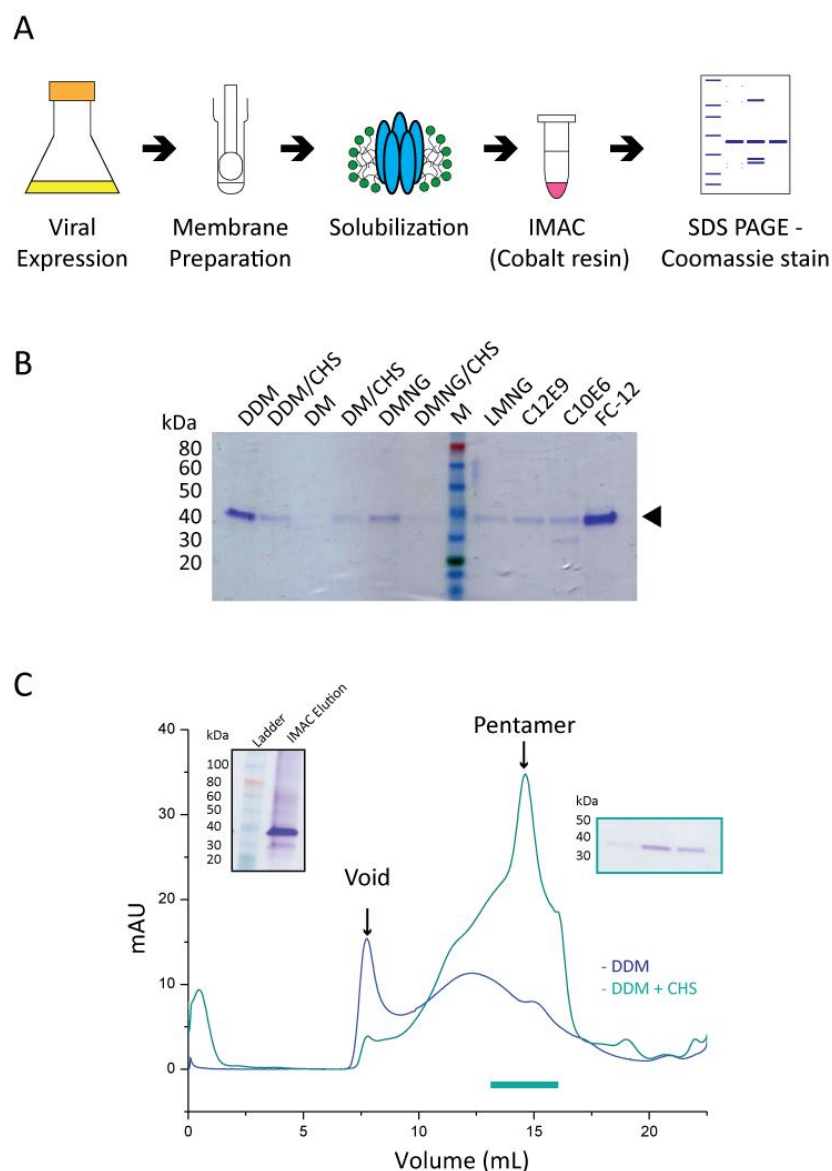 A
Viral
Expression
Membrane
Preparation
Solubilization
IMAC
(Cobalt resin)
SDS PAGE -
Coomassie stain
B
kDa
DDM
DDM/CHS
DM
DM/CHS
DMNG
DMNG/CHS
M
LMNG
C12E9
C10E6
FC-12
80
60
50
40
30
20
C
kDa
Ladder
IMAC Elution
100
80
60
50
40
30
20
Void
Pentamer
kDa
50
40
30
- DDM
- DDM + CHS
mAU
40
30
20
10
0
0
5
10
15
20
Volume (mL)